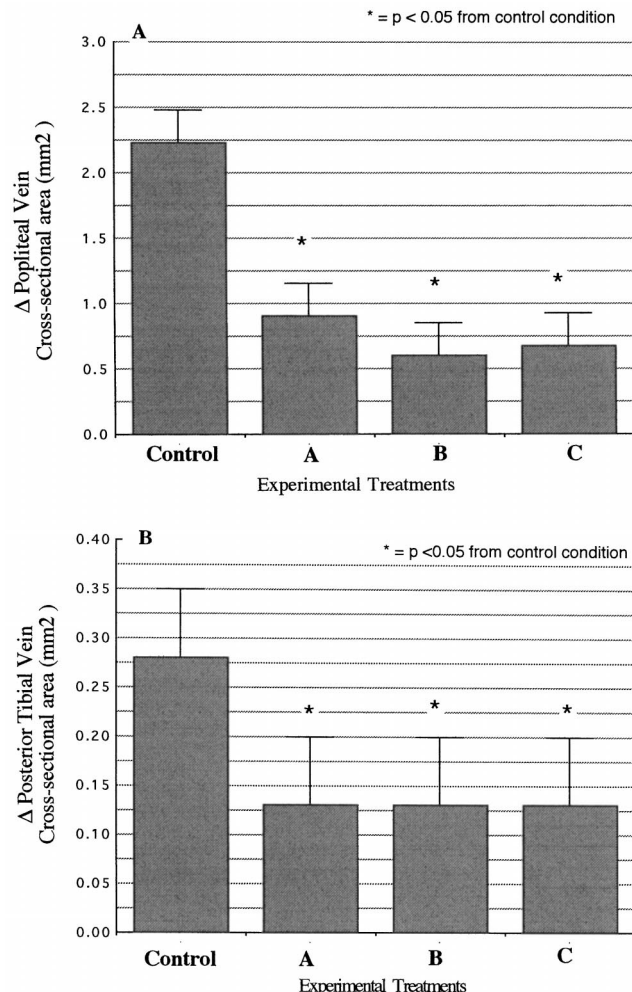 * = p < 0.05 from control condition
A
3.0
2.5
2.0
1.5
1.0
0.5
0.0
Δ Popliteal Vein
Cross-sectional area (mm2)
*
*
*
Control A B C
Experimental Treatments
B
* = p <0.05 from control condition
0.40
0.35
0.30
0.25
0.20
0.15
0.10
0.05
0.00
Δ Posterior Tibial Vein
Cross-sectional area (mm2)
* * *
Control A B C
Experimental Treatments